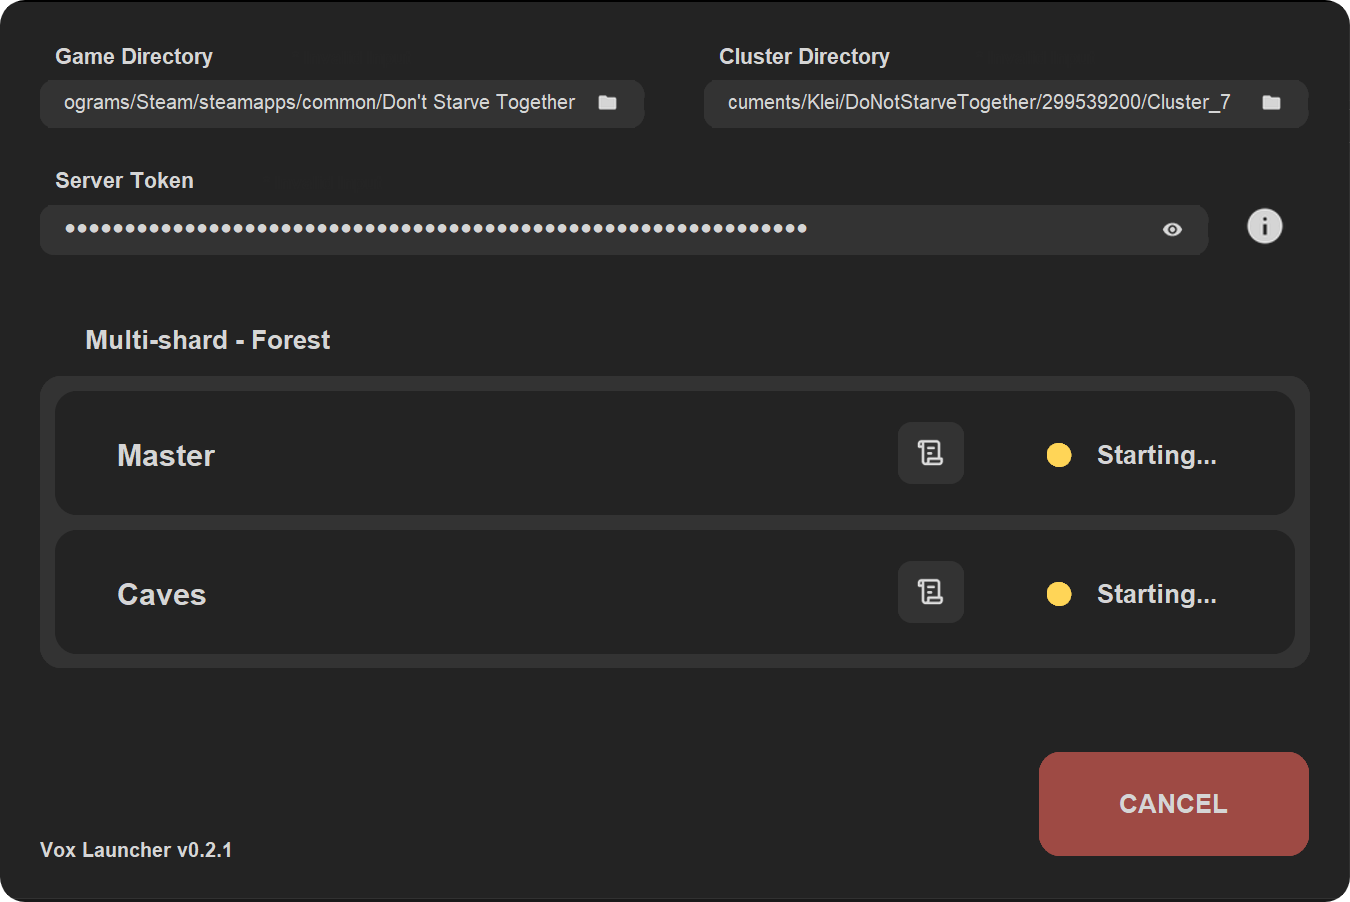 Game Directory
Cluster Directory
ograms/Steam/steamapps/common/Don't Starve Together
cuments/Klei/DoNotStarveTogether/299539200/Cluster_7
Server Token
Multi-shard - Forest
Master
Starting...
Caves
Starting...
CANCEL
Vox Launcher v0.2.1